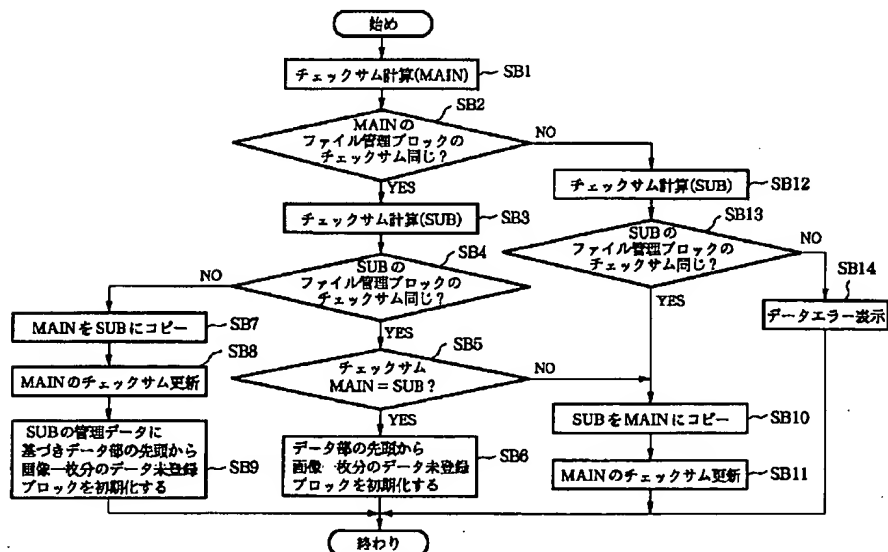 始め
チェックサム計算(MAIN)
SB1
MAINの
ファイル管理ブロックの
チェックサム同じ？
SB2
NO
YES
チェックサム計算(SUB)
SB3
チェックサム計算(SUB)
SB12
SUBの
ファイル管理ブロックの
チェックサム同じ？
SB4
NO
YES
SUBの
ファイル管理ブロックの
チェックサム同じ？
SB13
NO
YES
SB14
データエラー表示
MAINをSUBにコピー
SB7
SB8
MAINのチェックサム更新
チェックサム
MAIN＝SUB？
SB5
NO
YES
SUBをMAINにコピー
SB10
SUBの管理データに
基づきデータ部の先頭から
画像一枚分のデータ未登録
ブロックを初期化する
SB9
データ部の先頭から
画像一枚分のデータ未登録
ブロックを初期化する
SB6
MAINのチェックサム更新
SB11
終わり